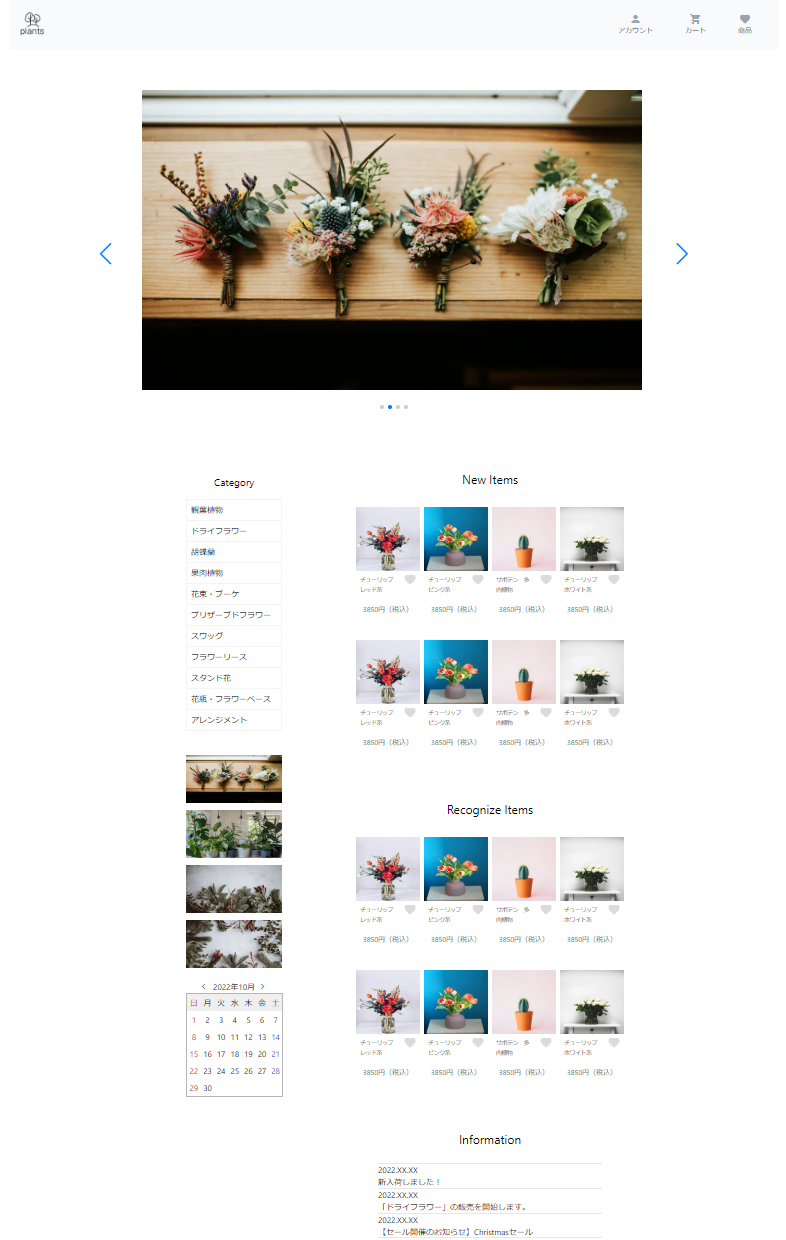 plants
アカウント
カート
商品
Category
観葉植物
ドライフラワー
胡蝶蘭
果肉植物
花束・ブーケ
プリザーブドフラワー
スワッグ
フラワーリース
スタンド花
花瓶・フラワーベース
アレンジメント
2022年10月
日 月 火 水 木 金 土
1 2 3 4 5 6 7
8 9 10 11 12 13 14
15 16 17 18 19 20 21
22 23 24 25 26 27 28
29 30
New Items
チューリップ
レッド系
3850円（税込）
チューリップ
ピンク系
3850円（税込）
サボテン　多
肉植物
3850円（税込）
チューリップ
ホワイト系
3850円（税込）
チューリップ
レッド系
3850円（税込）
チューリップ
ピンク系
3850円（税込）
サボテン　多
肉植物
3850円（税込）
チューリップ
ホワイト系
3850円（税込）
Recognize Items
チューリップ
レッド系
3850円（税込）
チューリップ
ピンク系
3850円（税込）
サボテン　多
肉植物
3850円（税込）
チューリップ
ホワイト系
3850円（税込）
チューリップ
レッド系
3850円（税込）
チューリップ
ピンク系
3850円（税込）
サボテン　多
肉植物
3850円（税込）
チューリップ
ホワイト系
3850円（税込）
Information
2022.XX.XX
新入荷しました！
2022.XX.XX
「ドライフラワー」の販売を開始します。
2022.XX.XX
【セール開催のお知らせ】Christmasセール